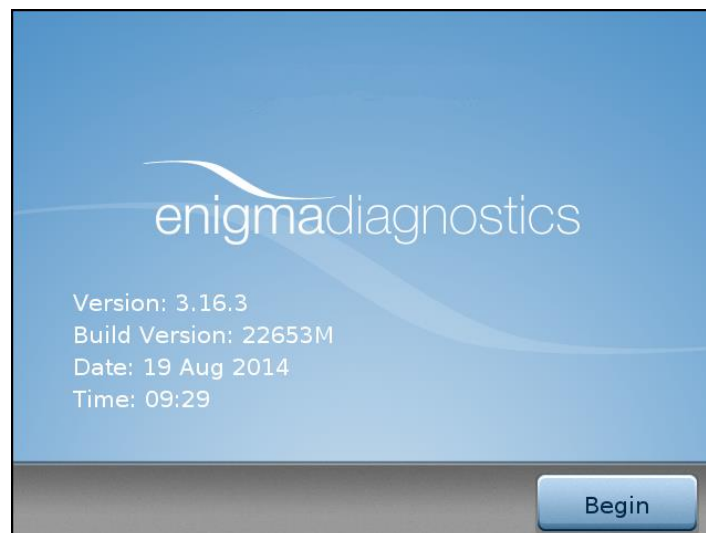 enigmadiagnostics
Version: 3.16.3
Build Version: 22653M
Date: 19 Aug 2014
Time: 09:29
Begin